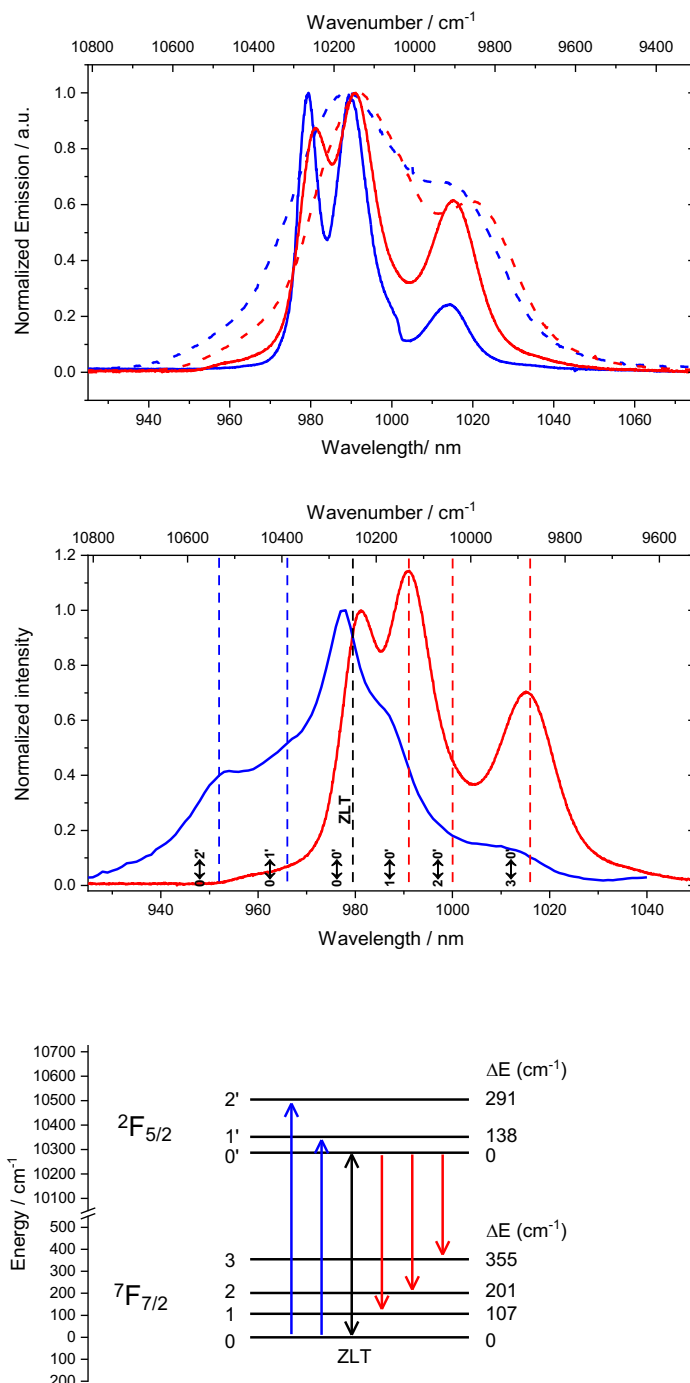 Wavenumber / cm⁻¹
10800 10600 10400 10200 10000 9800 9600 9400
1.0
0.8
0.6
0.4
0.2
0.0
Normalized Emission / a.u.
940 960 980 1000 1020 1040 1060
Wavelength/ nm
Wavenumber / cm⁻¹
10800 10600 10400 10200 10000 9800 9600
1.2
1.0
0.8
0.6
0.4
0.2
0.0
Normalized intensity
ZLT
0↔2' 0↔1' 0↔0' 1↔0' 2↔0' 3↔0'
940 960 980 1000 1020 1040
Wavelength / nm
10700
10600
10500
10400
10300
10200
10100
500
400
300
200
100
0
100
200
Energy / cm⁻¹
ΔE (cm⁻¹)
²F₅/₂ 2' 291
1' 138
0' 0
ΔE (cm⁻¹)
3 355
⁷F₇/₂ 2 201
1 107
0 0
ZLT